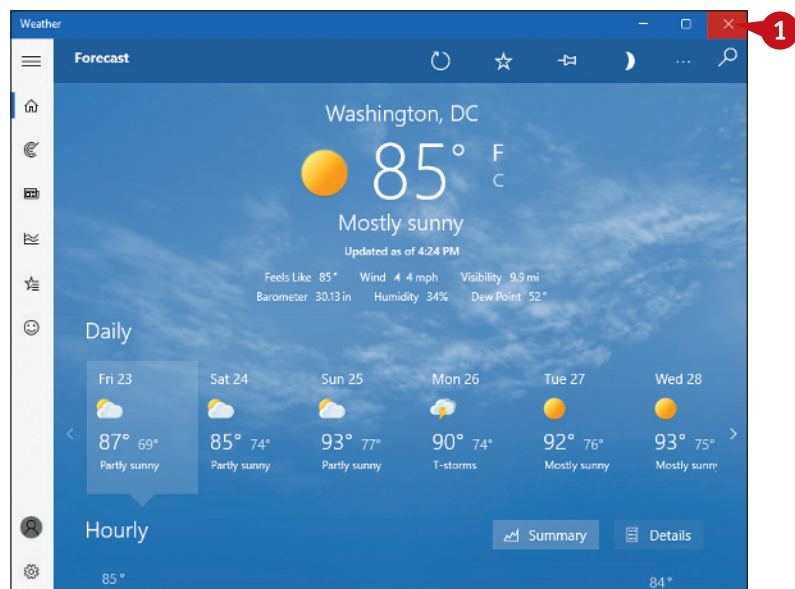 Weather
1
Forecast
Washington, DC
85° F
C
Mostly sunny
Updated as of 4:24 PM
Feels Like 85° Wind 4 mph Visibility 9.9 mi
Barometer 30.13 in Humidity 34% Dew Point 52°
Daily
Fri 23 Sat 24 Sun 25 Mon 26 Tue 27 Wed 28
87° 69° 85° 74° 93° 77° 90° 74° 92° 76° 93° 75°
Partly sunny Partly sunny Partly sunny T-storms Mostly sunny Mostly sunny
Hourly Summary Details
85° 84°